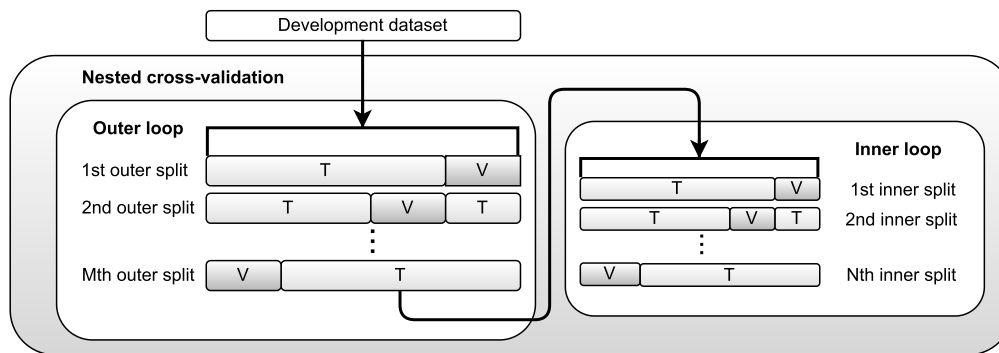 Development dataset
Nested cross-validation
Outer loop
1st outer split T V
2nd outer split T V T
Mth outer split V T
Inner loop
T V 1st inner split
T V T 2nd inner split
V T Nth inner split